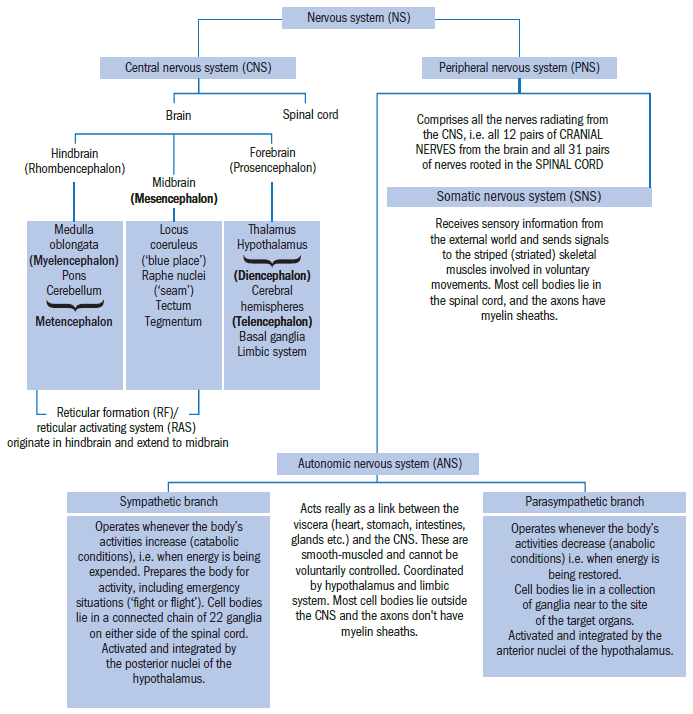 Nervous system (NS)
Central nervous system (CNS)
Peripheral nervous system (PNS)
Brain
Spinal cord
Comprises all the nerves radiating from
the CNS, i.e. all 12 pairs of CRANIAL
NERVES from the brain and all 31 pairs
of nerves rooted in the SPINAL CORD
Hindbrain
(Rhombencephalon)
Midbrain
(Mesencephalon)
Forebrain
(Prosencephalon)
Somatic nervous system (SNS)
Receives sensory information from
the external world and sends signals
to the striped (striated) skeletal
muscles involved in voluntary
movements. Most cell bodies lie in
the spinal cord, and the axons have
myelin sheaths.
Medulla
oblongata
(Myelencephalon)
Pons
Cerebellum
Metencephalon
Locus
coeruleus
(‘blue place’)
Raphe nuclei
(‘seam’)
Tectum
Tegmentum
Thalamus
Hypothalamus
(Diencephalon)
Cerebral
hemispheres
(Telencephalon)
Basal ganglia
Limbic system
Reticular formation (RF)/
reticular activating system (RAS)
originate in hindbrain and extend to midbrain
Autonomic nervous system (ANS)
Sympathetic branch
Operates whenever the body’s
activities increase (catabolic
conditions), i.e. when energy is being
expended. Prepares the body for
activity, including emergency
situations (‘fight or flight’). Cell bodies
lie in a connected chain of 22 ganglia
on either side of the spinal cord.
Activated and integrated by
the posterior nuclei of the
hypothalamus.
Acts really as a link between the
viscera (heart, stomach, intestines,
glands etc.) and the CNS. These are
smooth-muscled and cannot be
voluntarily controlled. Coordinated
by hypothalamus and limbic
system. Most cell bodies lie outside
the CNS and the axons don’t have
myelin sheaths.
Parasympathetic branch
Operates whenever the body’s
activities decrease (anabolic
conditions) i.e. when energy is
being restored.
Cell bodies lie in a collection
of ganglia near to the site
of the target organs.
Activated and integrated by the
anterior nuclei of the hypothalamus.